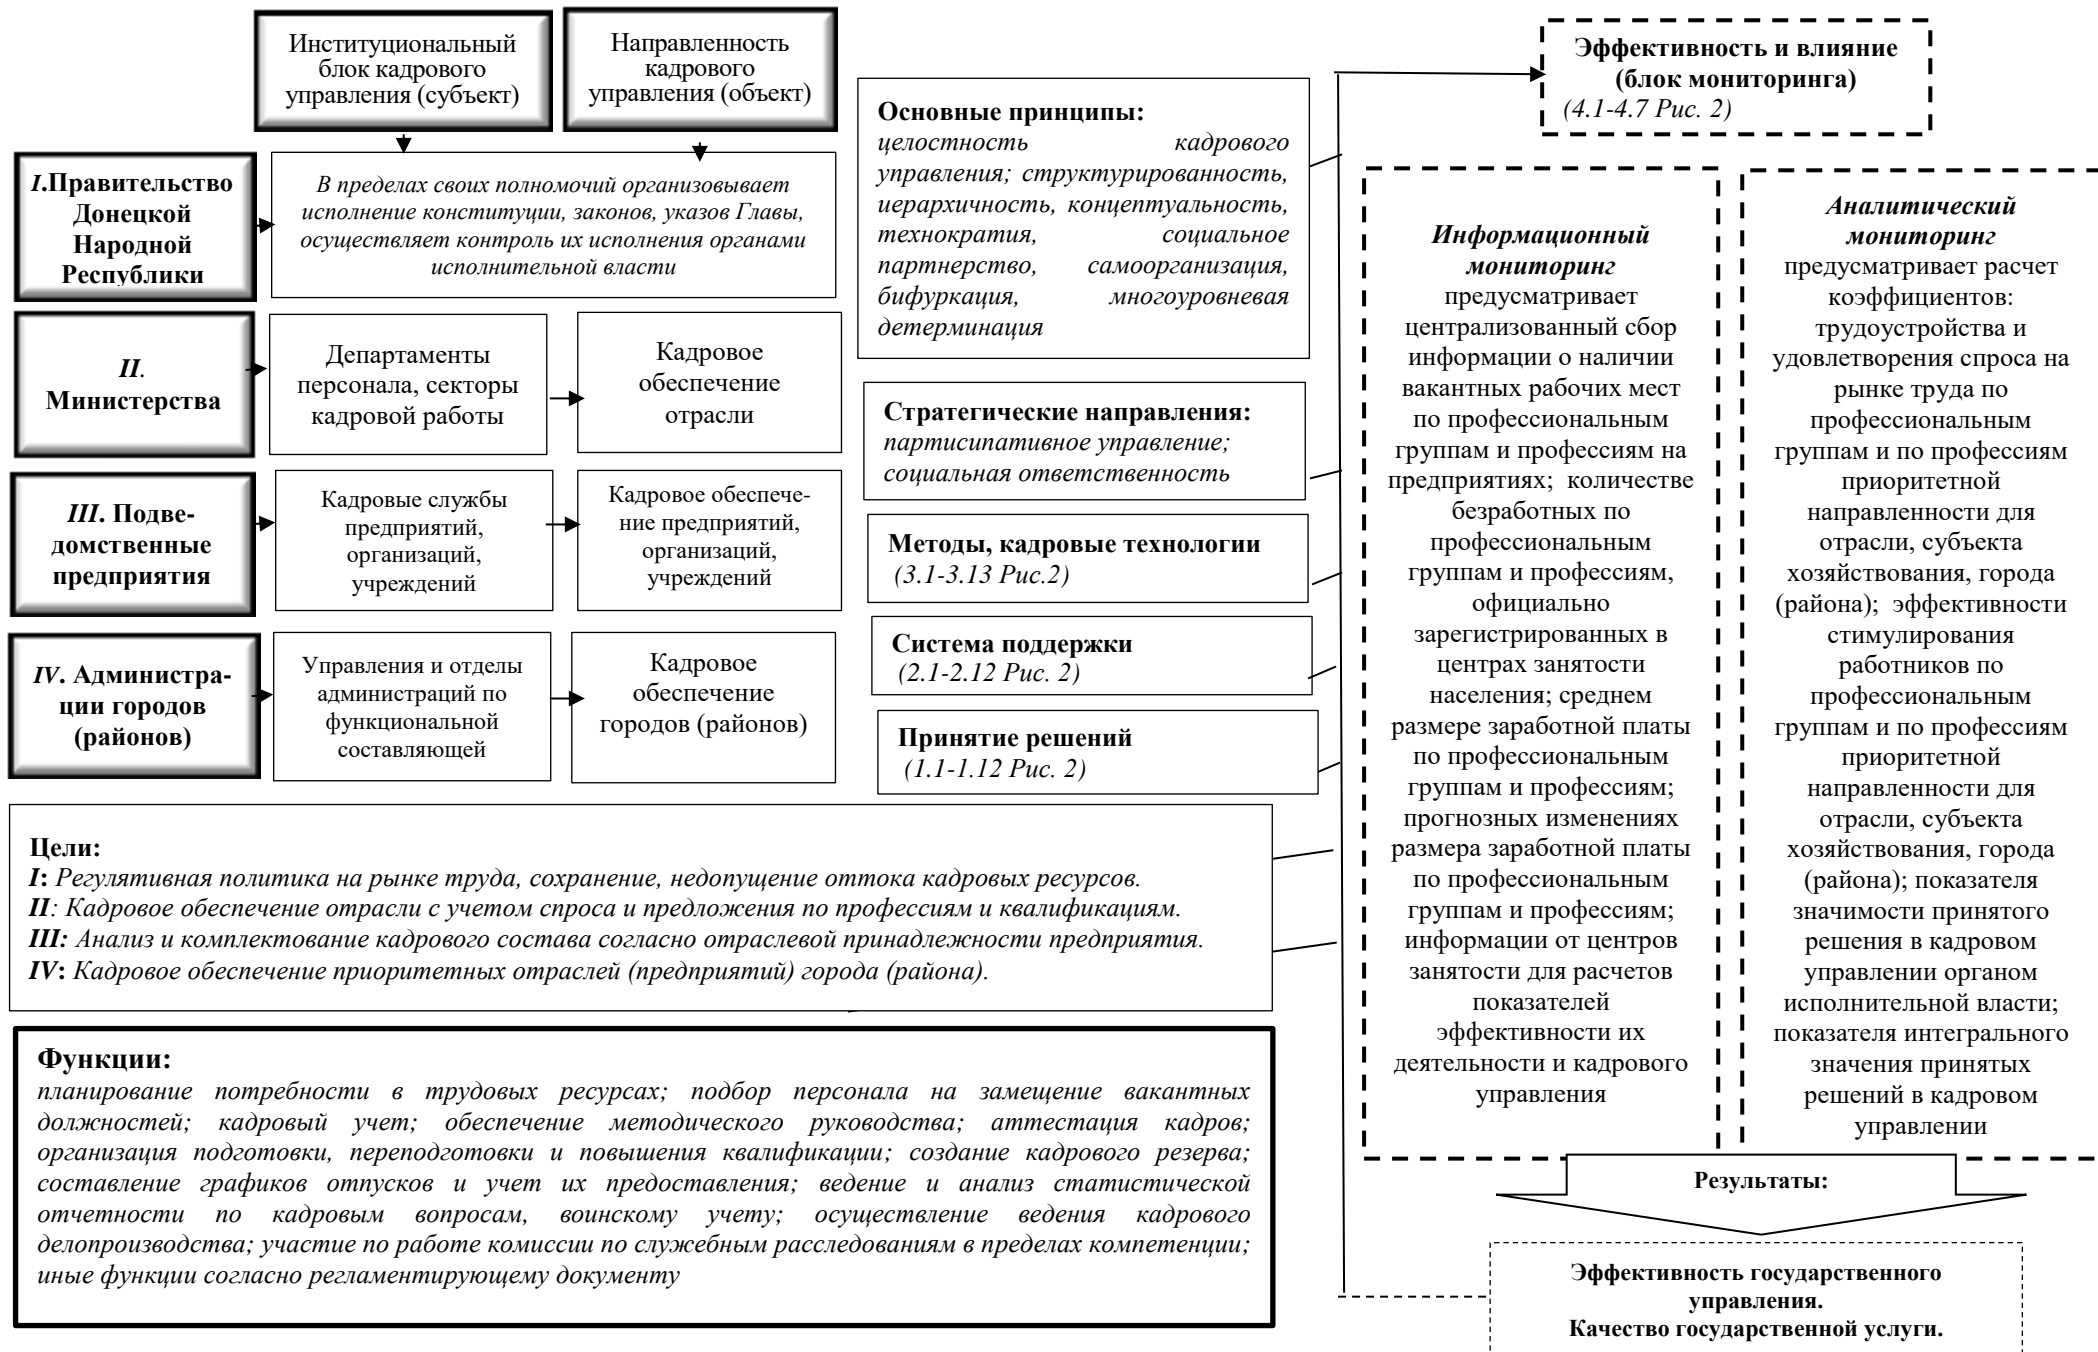 Институциональный
блок кадрового
управления (субъект)
Направленность
кадрового
управления (объект)
I.Правительство
Донецкой
Народной
Республики
В пределах своих полномочий организовывает
исполнение конституции, законов, указов Главы,
осуществляет контроль их исполнения органами
исполнительной власти
II.
Министерства
Департаменты
персонала, секторы
кадровой работы
Кадровое
обеспечение
отрасли
III. Подве-
домственные
предприятия
Кадровые службы
предприятий,
организаций,
учреждений
Кадровое обеспече-
ние предприятий,
организаций,
учреждений
IV. Администра-
ции городов
(районов)
Управления и отделы
администраций по
функциональной
составляющей
Кадровое
обеспечение
городов (районов)
Основные принципы:
целостность кадрового
управления; структурированность,
иерархичность, концептуальность,
технократия, социальное
партнерство, самоорганизация,
бифуркация, многоуровневая
детерминация
Стратегические направления:
партисипативное управление;
социальная ответственность
Методы, кадровые технологии
(3.1-3.13 Рис.2)
Система поддержки
(2.1-2.12 Рис. 2)
Принятие решений
(1.1-1.12 Рис. 2)
Цели:
I: Регулятивная политика на рынке труда, сохранение, недопущение оттока кадровых ресурсов.
II: Кадровое обеспечение отрасли с учетом спроса и предложения по профессиям и квалификациям.
III: Анализ и комплектование кадрового состава согласно отраслевой принадлежности предприятия.
IV: Кадровое обеспечение приоритетных отраслей (предприятий) города (района).
Функции:
планирование потребности в трудовых ресурсах; подбор персонала на замещение вакантных
должностей; кадровый учет; обеспечение методического руководства; аттестация кадров;
организация подготовки, переподготовки и повышения квалификации; создание кадрового резерва;
составление графиков отпусков и учет их предоставления; ведение и анализ статистической
отчетности по кадровым вопросам, воинскому учету; осуществление ведения кадрового
делопроизводства; участие по работе комиссии по служебным расследованиям в пределах компетенции;
иные функции согласно регламентирующему документу
Эффективность и влияние
(блок мониторинга)
(4.1-4.7 Рис. 2)
Информационный
мониторинг
предусматривает
централизованный сбор
информации о наличии
вакантных рабочих мест
по профессиональным
группам и профессиям на
предприятиях; количестве
безработных по
профессиональным
группам и профессиям,
официально
зарегистрированных в
центрах занятости
населения; среднем
размере заработной платы
по профессиональным
группам и профессиям;
прогнозных изменениях
размера заработной платы
по профессиональным
группам и профессиям;
информации от центров
занятости для расчетов
показателей
эффективности их
деятельности и кадрового
управления
Аналитический
мониторинг
предусматривает расчет
коэффициентов:
трудоустройства и
удовлетворения спроса на
рынке труда по
профессиональным
группам и по профессиям
приоритетной
направленности для
отрасли, субъекта
хозяйствования, города
(района); эффективности
стимулирования
работников по
профессиональным
группам и по профессиям
приоритетной
направленности для
отрасли, субъекта
хозяйствования, города
(района); показателя
значимости принятого
решения в кадровом
управлении органом
исполнительной власти;
показателя интегрального
значения принятых
решений в кадровом
управлении
Результаты:
Эффективность государственного
управления.
Качество государственной услуги.